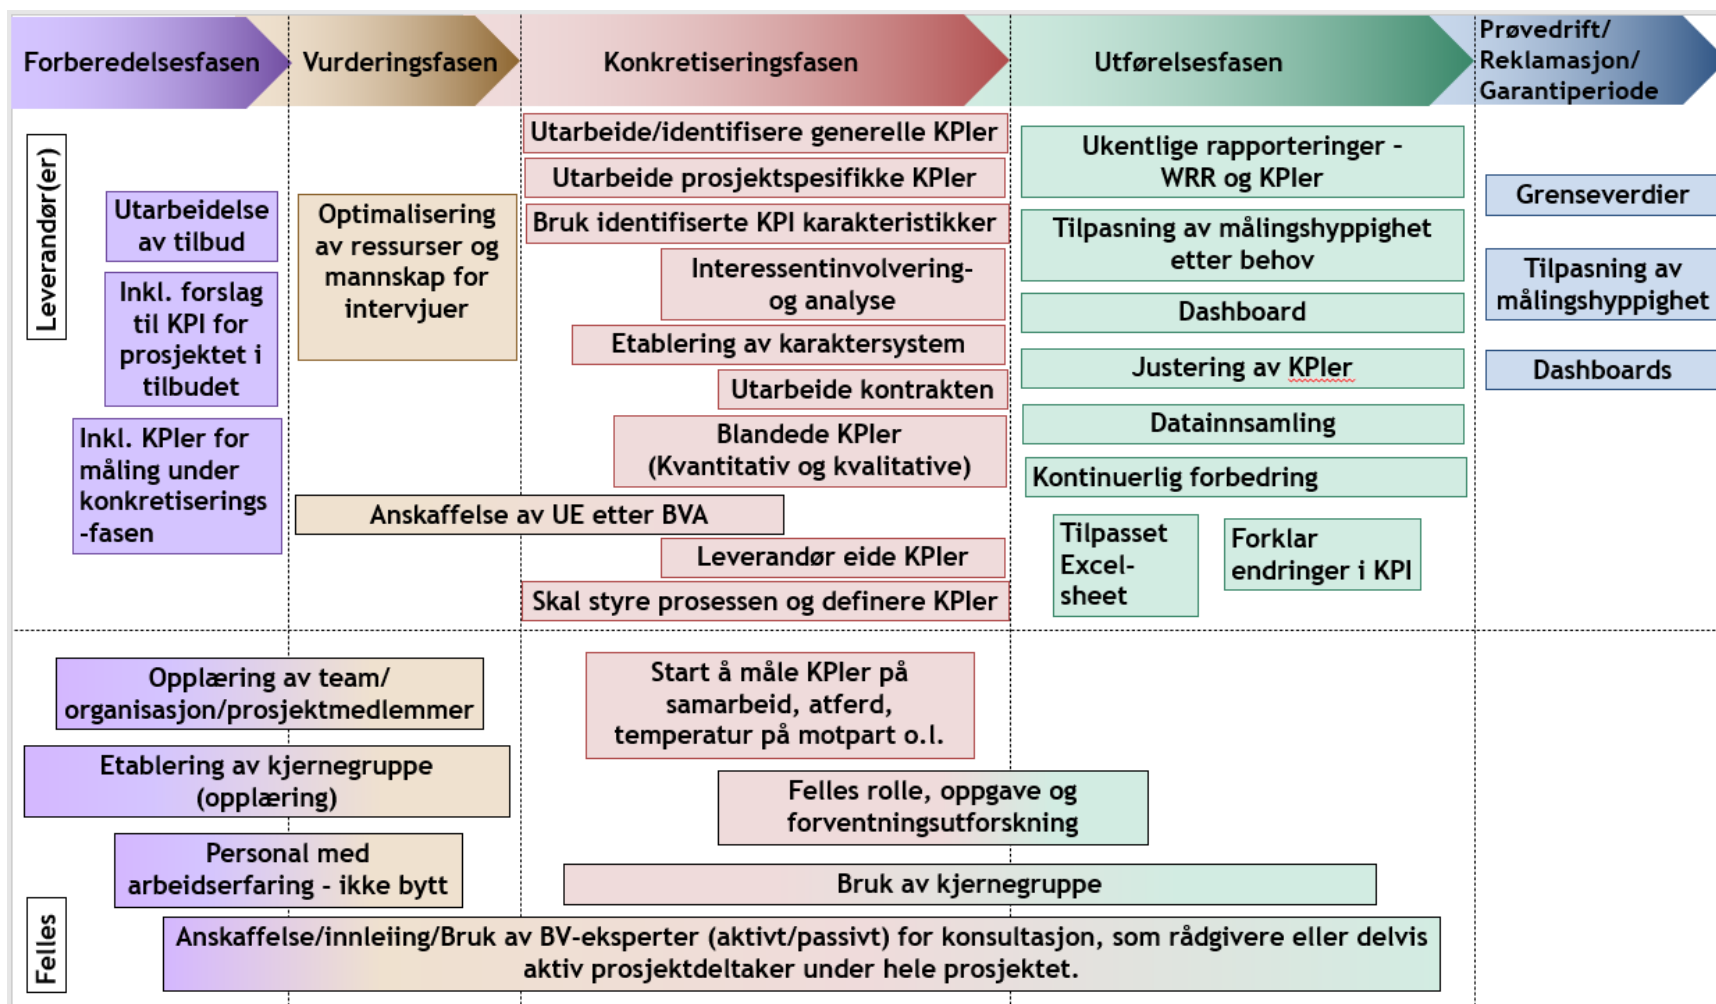 Forberedelsesfasen
Vurderingsfasen
Konkretiseringsfasen
Utførelsesfasen
Prøvedrift/
Reklamasjon/
Garantiperiode
Leverandør(er)
Utarbeidelse
av tilbud
Inkl. forslag
til KPI for
prosjektet i
tilbudet
Inkl. KPIer for
måling under
konkretiserings
-fasen
Optimalisering
av ressurser og
mannskap for
intervjuer
Utarbeide/identifisere generelle KPIer
Utarbeide prosjektspesifikke KPIer
Bruk identifiserte KPI karakteristikker
Interessentinvolvering-
og analyse
Etablering av karaktersystem
Utarbeide kontrakten
Blandede KPIer
(Kvantitativ og kvalitative)
Anskaffelse av UE etter BVA
Leverandør eide KPIer
Skal styre prosessen og definere KPIer
Ukentlige rapporteringer –
WRR og KPIer
Tilpasning av målingshyppighet
etter behov
Dashboard
Justering av KPIer
Datainnsamling
Kontinuerlig forbedring
Tilpasset
Excel-
sheet
Forklar
endringer i KPI
Grenseverdier
Tilpasning av
målingshyppighet
Dashboards
Felles
Opplæring av team/
organisasjon/prosjektmedlemmer
Etablering av kjernegruppe
(opplæring)
Personal med
arbeidserfaring - ikke bytt
Start å måle KPIer på
samarbeid, atferd,
temperatur på motpart o.l.
Felles rolle, oppgave og
forventningsutforskning
Bruk av kjernegruppe
Anskaffelse/innleiing/Bruk av BV-eksperter (aktivt/passivt) for konsultasjon, som rådgivere eller delvis
aktiv prosjektdeltaker under hele prosjektet.